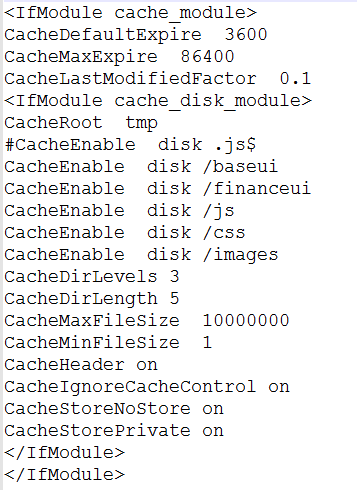 <IfModule cache_module>
CacheDefaultExpire  3600
CacheMaxExpire  86400
CacheLastModifiedFactor  0.1
<IfModule cache_disk_module>
CacheRoot  tmp
#CacheEnable  disk .js$
CacheEnable  disk /baseui
CacheEnable  disk /financeui
CacheEnable  disk /js
CacheEnable  disk /css
CacheEnable  disk /images
CacheDirLevels 3
CacheDirLength 5
CacheMaxFileSize  10000000
CacheMinFileSize  1
CacheHeader on
CacheIgnoreCacheControl on
CacheStoreNoStore on
CacheStorePrivate on
</IfModule>
</IfModule>